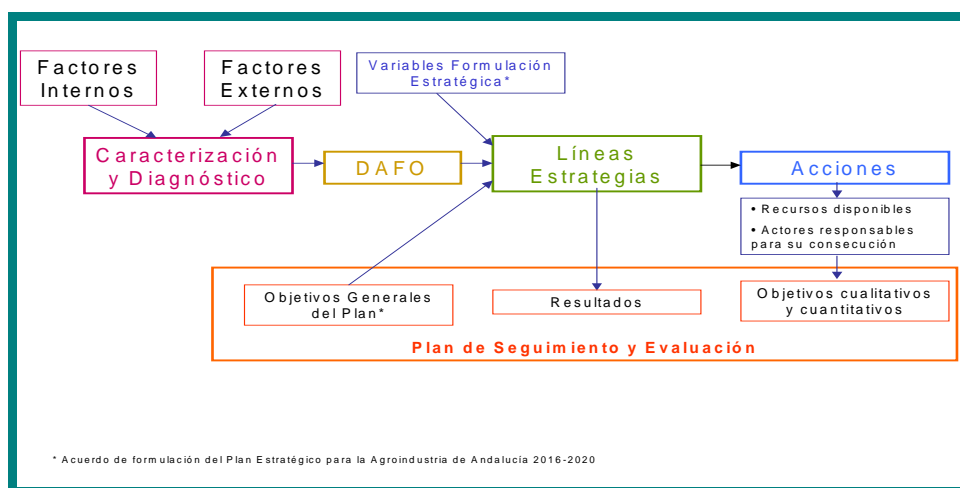 Factores
Internos
Factores
Externos
Variables Formulación
Estratégica*
Caracterización
y Diagnóstico
DAFO
Líneas
Estrategias
Acciones
• Recursos disponibles
• Actores responsables
para su consecución
Objetivos Generales
del Plan*
Resultados
Objetivos cualitativos
y cuantitativos
Plan de Seguimiento y Evaluación
* Acuerdo de formulación del Plan Estratégico para la Agroindustria de Andalucía 2016-2020